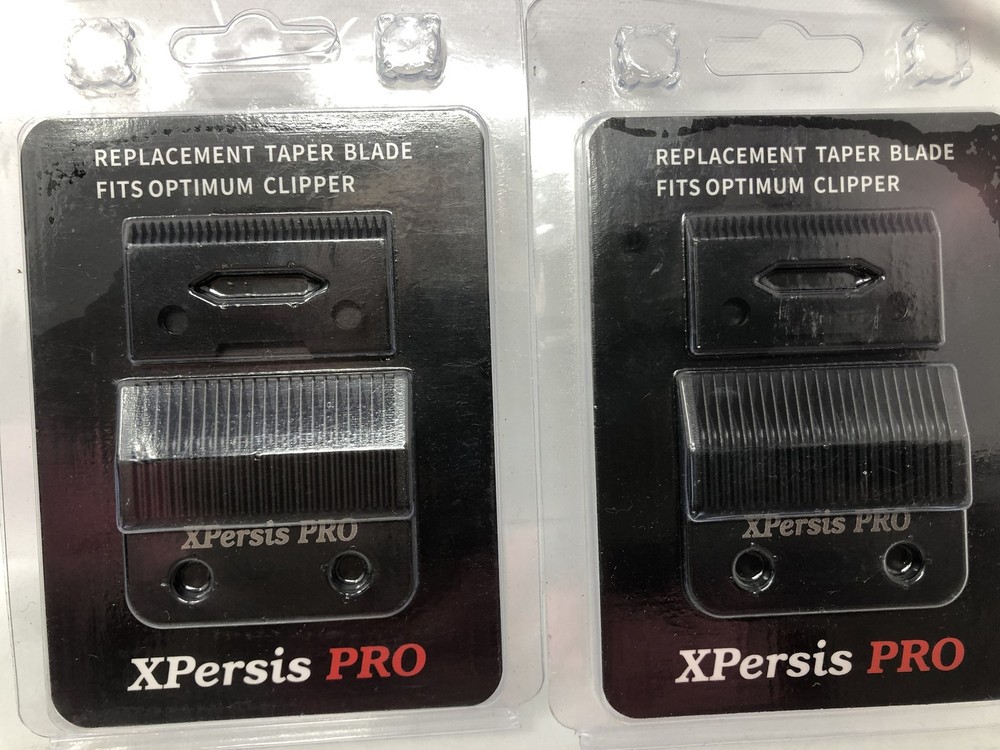 REPLACEMENT TAPER BLADE
FITS OPTIMUM CLIPPER
XPersis PRO
XPersis PRO
REPLACEMENT TAPER BLADE
FITS OPTIMUM CLIPPER
XPersis PRO
XPersis PRO